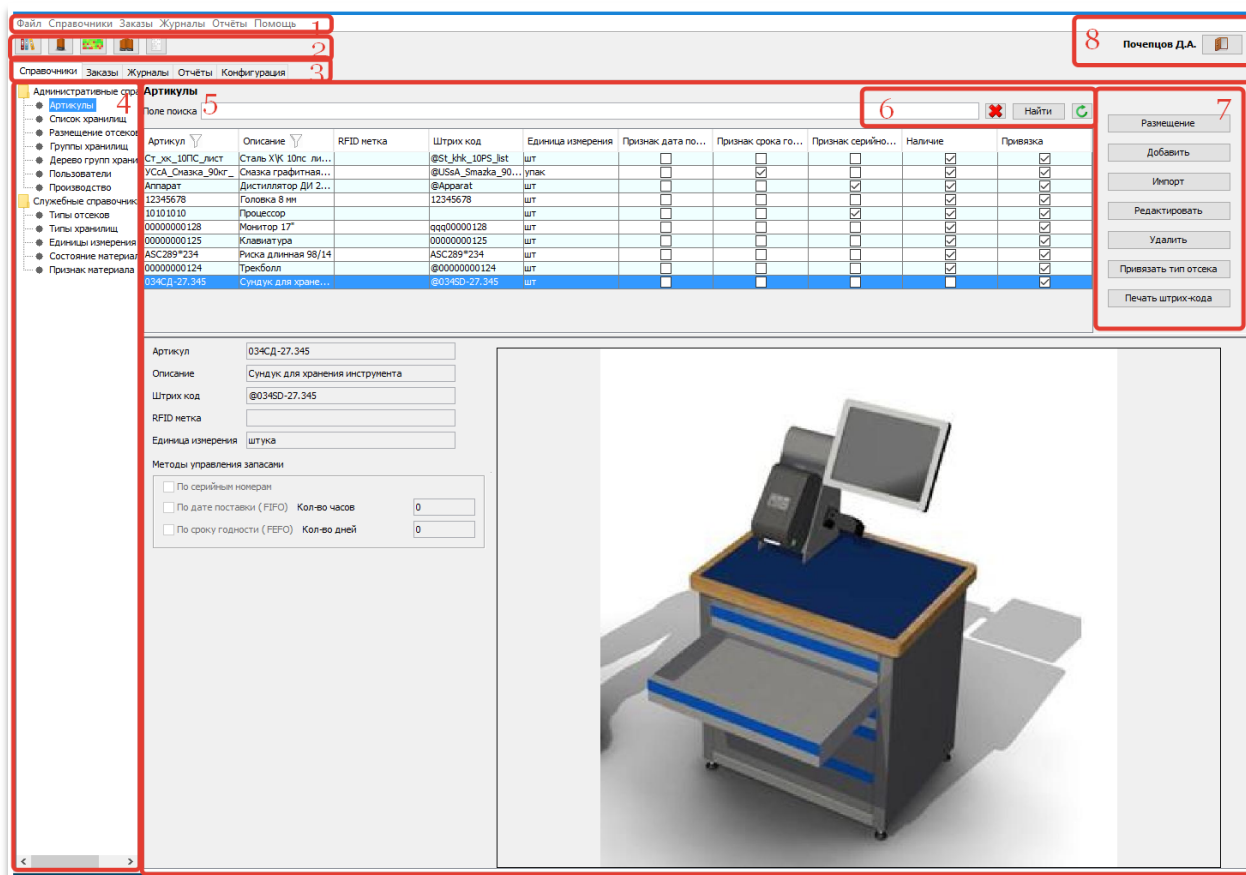 Файл Справочники Заказы Журналы Отчёты Помощь 1
2
8 Почепцов Д.А.
Справочники Заказы Журналы Отчёты Конфигурация 3
Административные спра 4
Артикулы
Список хранилищ
Размещение отсеков
Группы хранилищ
Дерево групп храни
Пользователи
Производство
Служебные справочник
Типы отсеков
Типы хранилищ
Единицы измерения
Состояние материал
Признак материала
Артикулы
Поле поиска 5 6 Найти
Артикул Описание RFID метка Штрих код Единица измерения Признак дата по... Признак срока го... Признак серийно... Наличие Привязка
Ст_хк_10ПС_лист Сталь Х\К 10пс ли... @St_khk_10PS_list шт
УСсА_Смазка_90кг_ Смазка графитная... @USsA_Smazka_90... упак
Аппарат Дистиллятор ДИ 2... @Apparat шт
12345678 Головка 8 мм 12345678 шт
10101010 Процессор шт
00000000128 Монитор 17" qqq00000128 шт
00000000125 Клавиатура 00000000125 шт
ASC289*234 Риска длинная 98/14 ASC289*234 шт
00000000124 Трекболл @00000000124 шт
034СД-27.345 Сундук для хране... @034SD-27.345 шт
7
Размещение
Добавить
Импорт
Редактировать
Удалить
Привязать тип отсека
Печать штрих-кода
Артикул 034СД-27.345
Описание Сундук для хранения инструмента
Штрих код @034SD-27.345
RFID метка
Единица измерения штука
Методы управления запасами
По серийным номерам
По дате поставки (FIFO) Кол-во часов 0
По сроку годности (FEFO) Кол-во дней 0